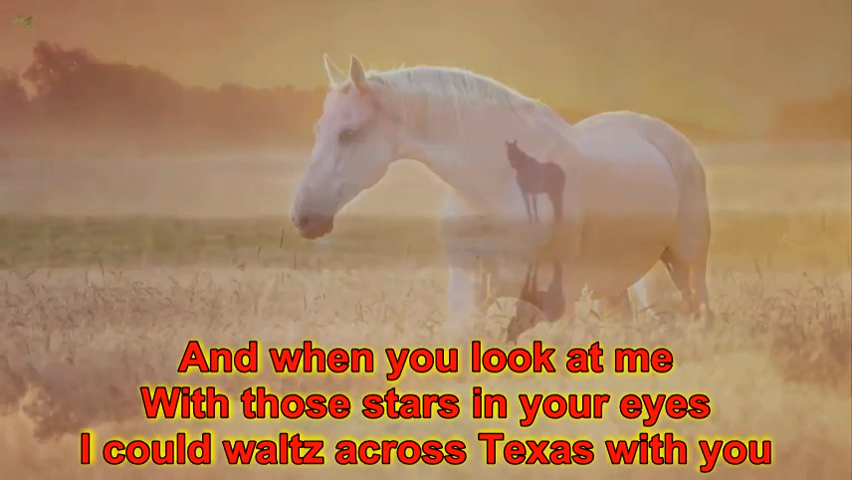 And when you look at me
With those stars in your eyes
I could waltz across Texas with you